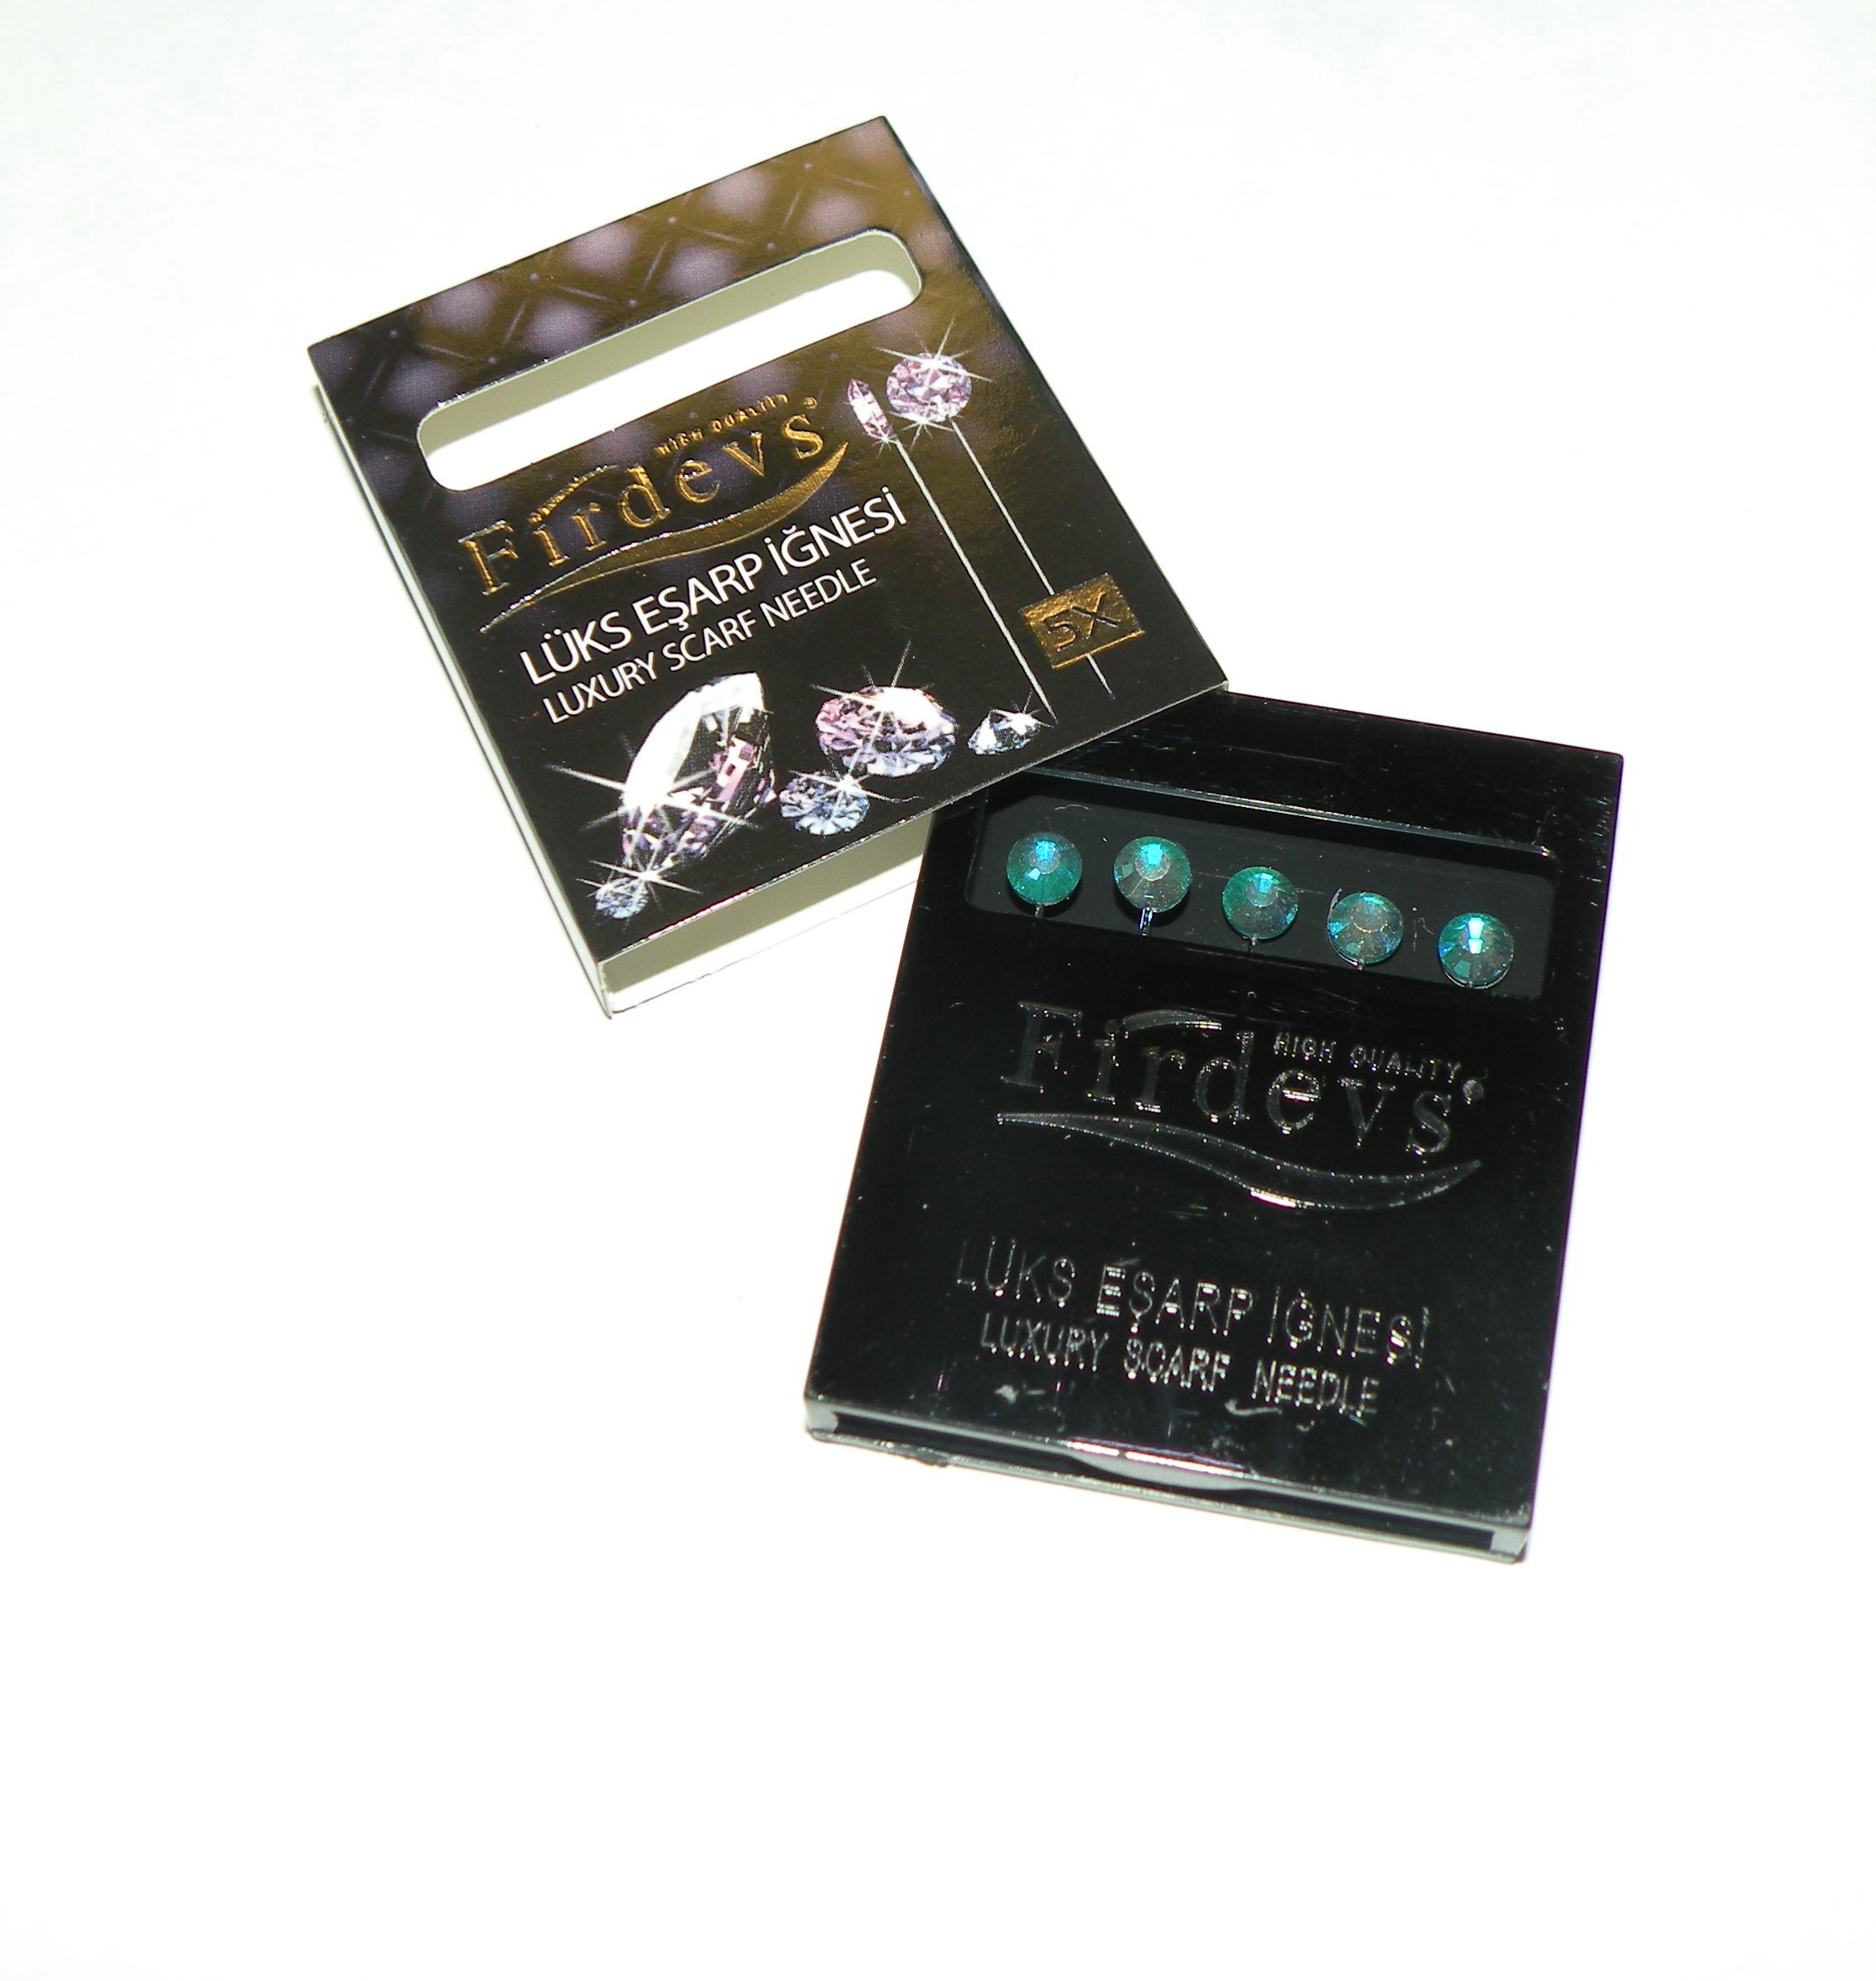 HIGH QUALITY
Firdevs®
LÜKS EŞARP İĞNESİ
LUXURY SCARF NEEDLE
5X
HIGH QUALITY
Firdevs®
LÜKS EŞARP İĞNESİ
LUXURY SCARF NEEDLE